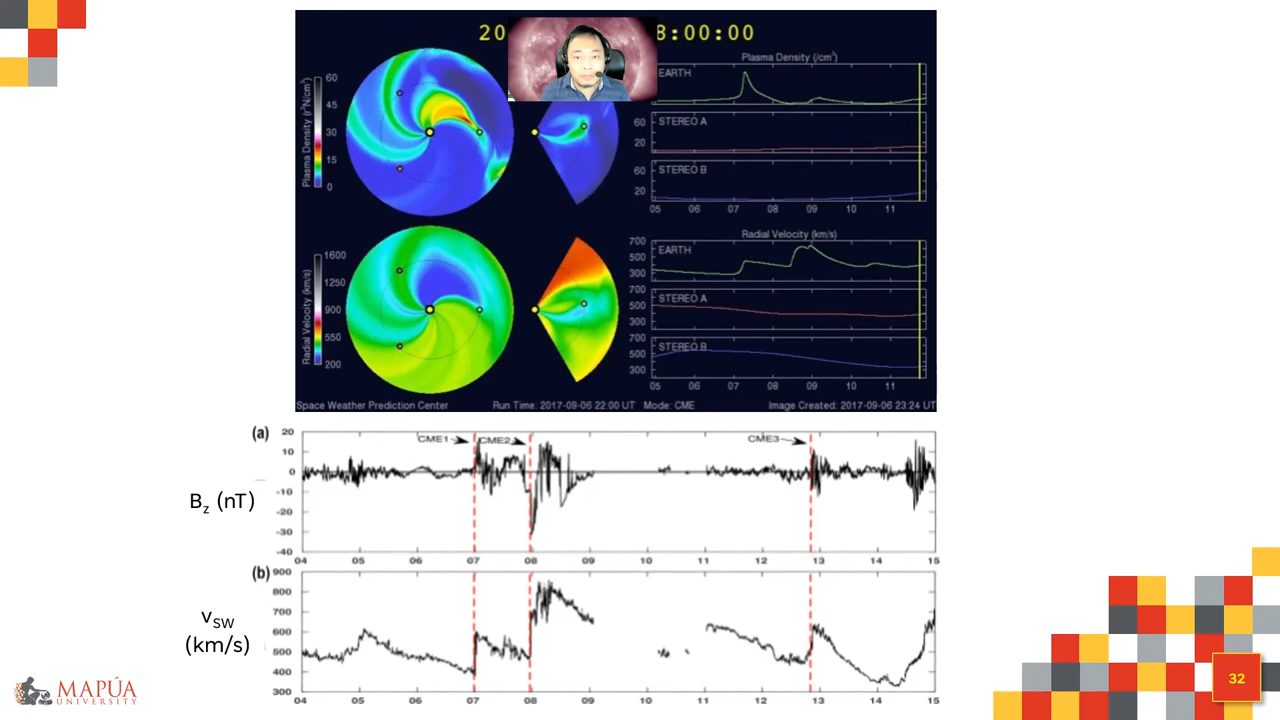 20 8:00:00
Plasma Density (/cm³)
Plasma Density (r²N/cm³)
60
45
30
15
0
EARTH
STEREO A
60
20
STEREO B
60
20
05 06 07 08 09 10 11
Radial Velocity (km/s)
Radial Velocity (km/s)
1600
1250
900
550
200
700
500
300
EARTH
700
500
300
STEREO A
700
500
300
STEREO B
05 06 07 08 09 10 11
Space Weather Prediction Center Run Time: 2017-09-06 22:00 UT Mode: CME Image Created: 2017-09-06 23:24 UT
(a)
CME1 CME2 CME3
Bz (nT)
20
10
0
-10
-20
-30
-40
04 05 06 07 08 09 10 11 12 13 14 15
(b)
vSW
(km/s)
900
800
700
600
500
400
300
04 05 06 07 08 09 10 11 12 13 14 15
MAPÚA
UNIVERSITY
32